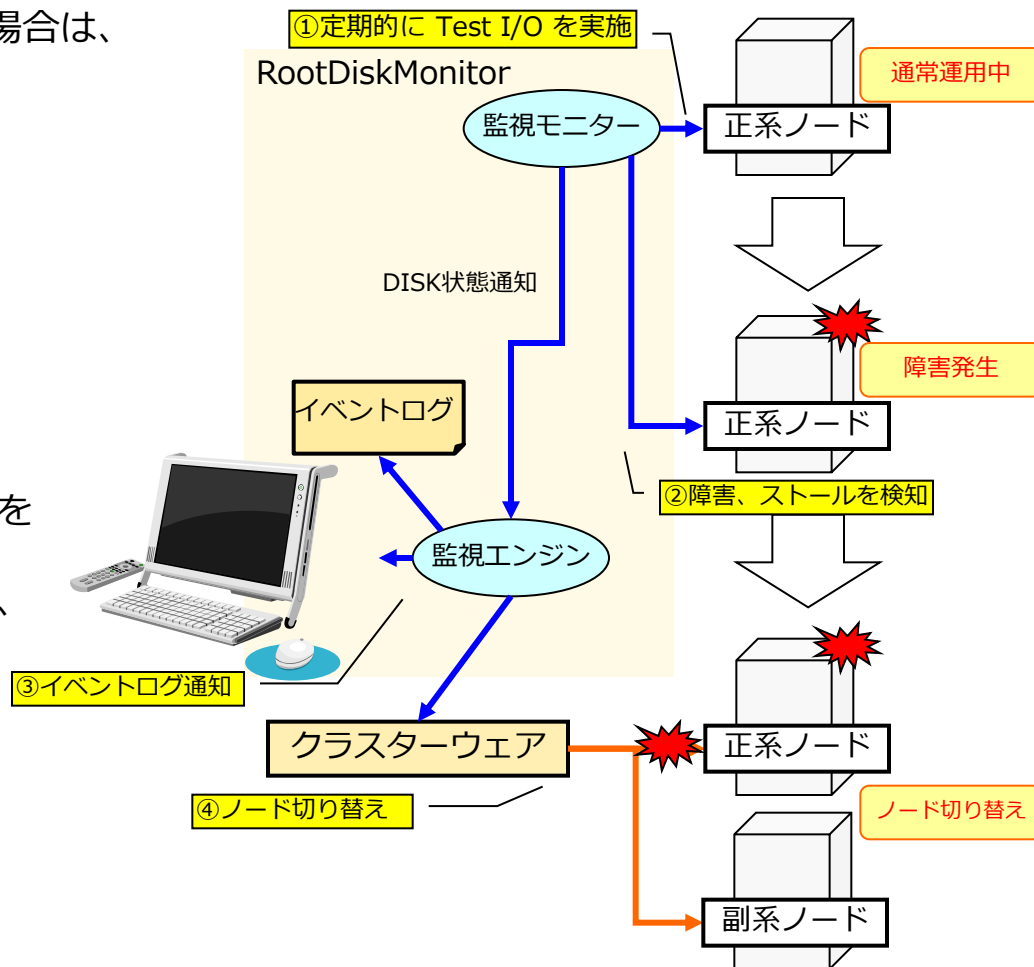 場合は、
①定期的に Test I/O を実施
RootDiskMonitor
通常運用中
監視モニター
正系ノード
DISK状態通知
障害発生
イベントログ
正系ノード
を
②障害、ストールを検知
監視エンジン
、
③イベントログ通知
クラスターウェア
正系ノード
④ノード切り替え
ノード切り替え
副系ノード